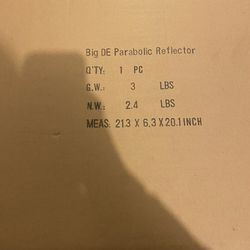 Big DE Parabolic Reflector
Q'TY: 1 PC
G.W.: 3 LBS
N.W.: 2.4 LBS
MEAS: 21.3 X 6.3 X 20.1 INCH